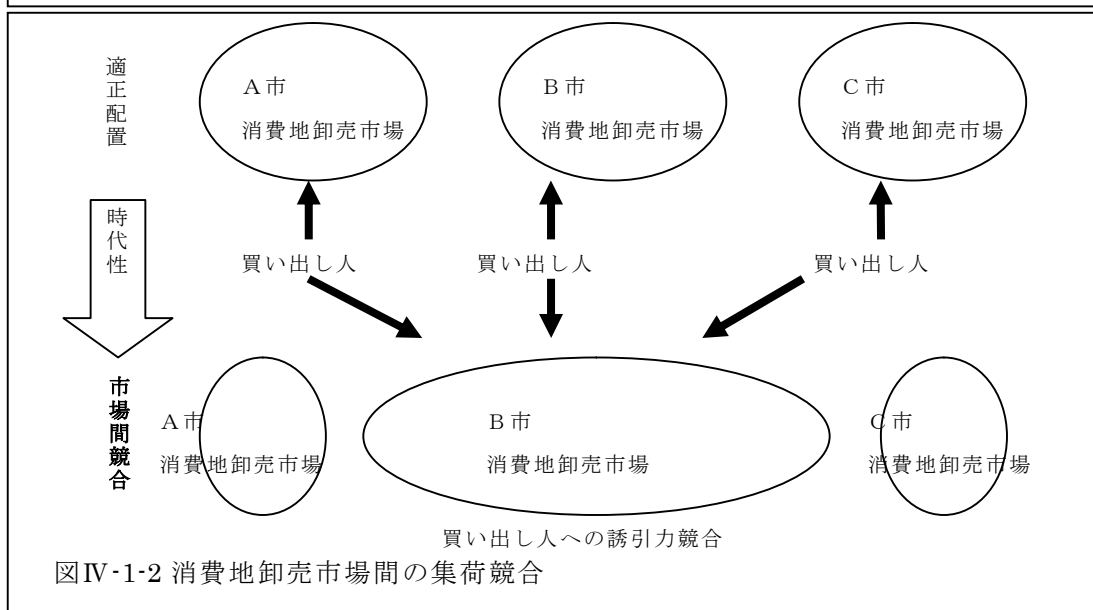 適正配置
A市
消費地卸売市場
B市
消費地卸売市場
C市
消費地卸売市場
時代性
買い出し人
買い出し人
買い出し人
市場間競合
A市
消費地卸売市場
B市
消費地卸売市場
C市
消費地卸売市場
買い出し人への誘引力競合
図Ⅳ-1-2 消費地卸売市場間の集荷競合